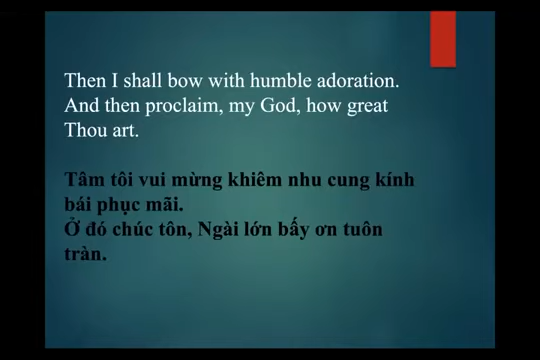 Then I shall bow with humble adoration.
And then proclaim, my God, how great
Thou art.
Tâm tôi vui mừng khiêm nhu cung kính
bái phục mãi.
Ở đó chúc tôn, Ngài lớn bấy ơn tuôn
tràn.